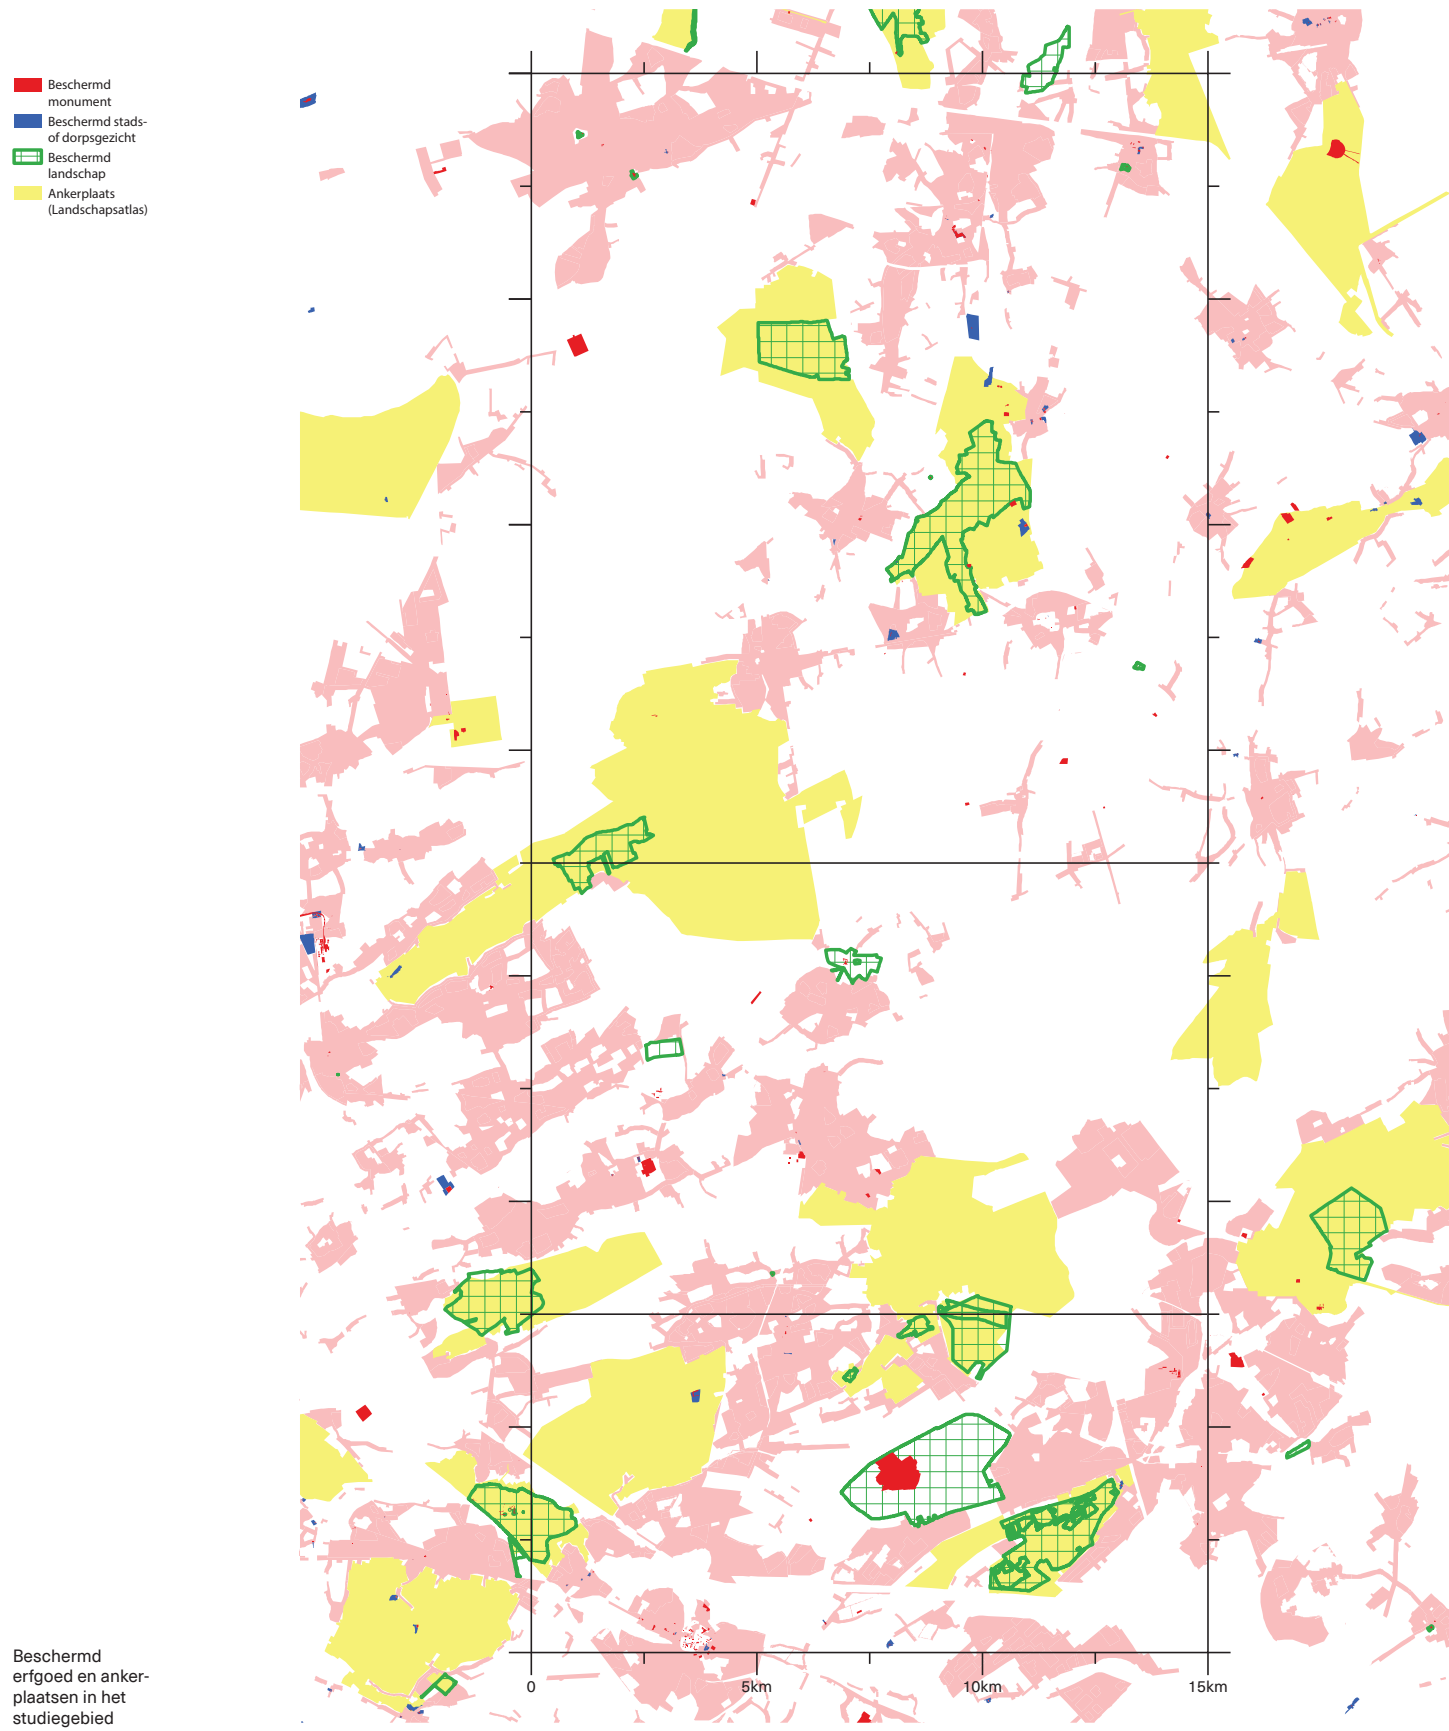 Beschermd
monument
Beschermd stads-
of dorpsgezicht
Beschermd
landschap
Ankerplaats
(Landschapsatlas)
0
5km
10km
15km
Beschermd
erfgoed en anker-
plaatsen in het
studiegebied